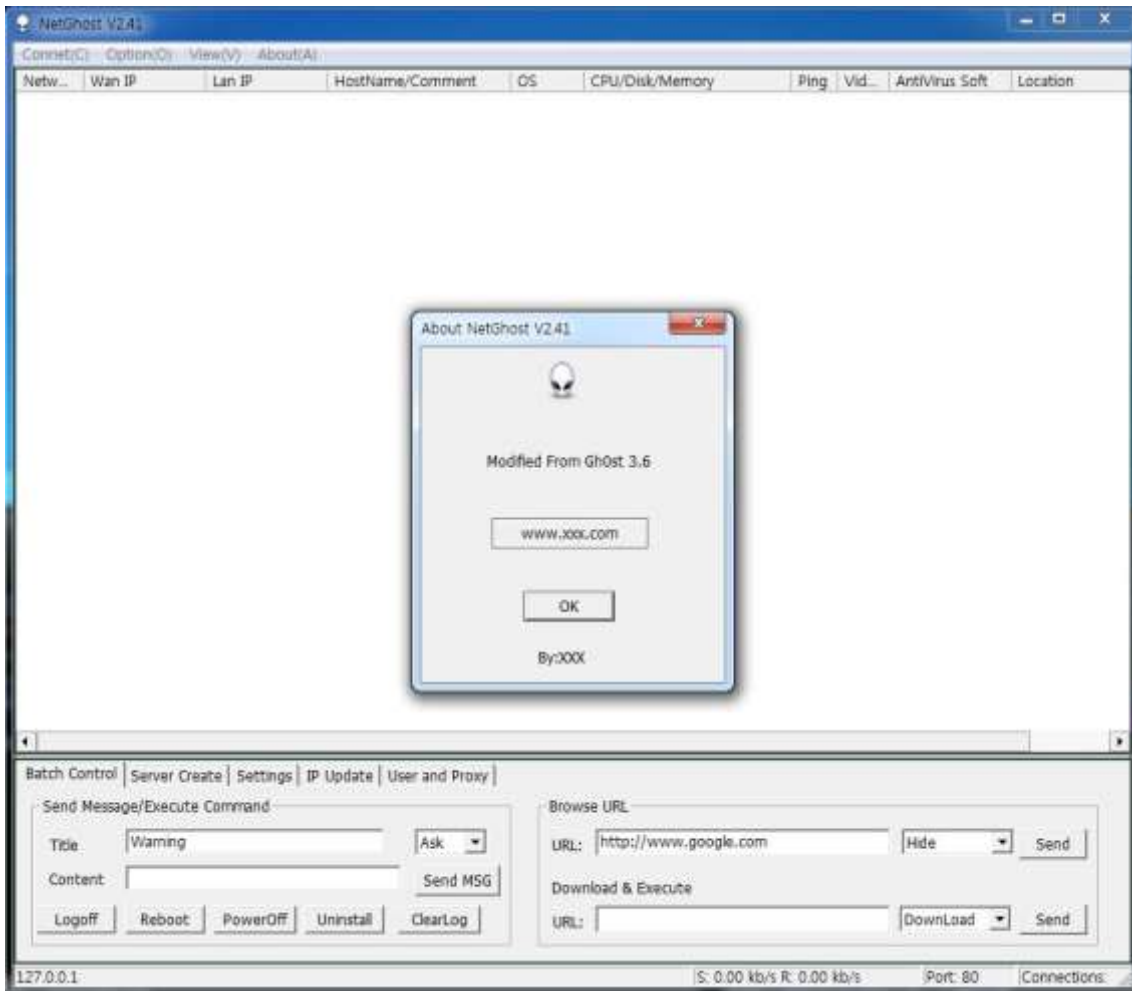 NetGhost V2.41
Connet(C) Option(O) View(V) About(A)
Netw... Wan IP Lan IP HostName/Comment OS CPU/Disk/Memory Ping Vid... AntiVirus Soft Location
About NetGhost V2.41
Modified From Gh0st 3.6
www.xxx.com
OK
By:XXX
Batch Control Server Create Settings IP Update User and Proxy
Send Message/Execute Command
Title Warning Ask
Content Send MSG
Logoff Reboot PowerOff Uninstall ClearLog
Browse URL
URL: http://www.google.com Hide Send
Download & Execute
URL: DownLoad Send
127.0.0.1 S: 0.00 kb/s R: 0.00 kb/s Port: 80 Connections: